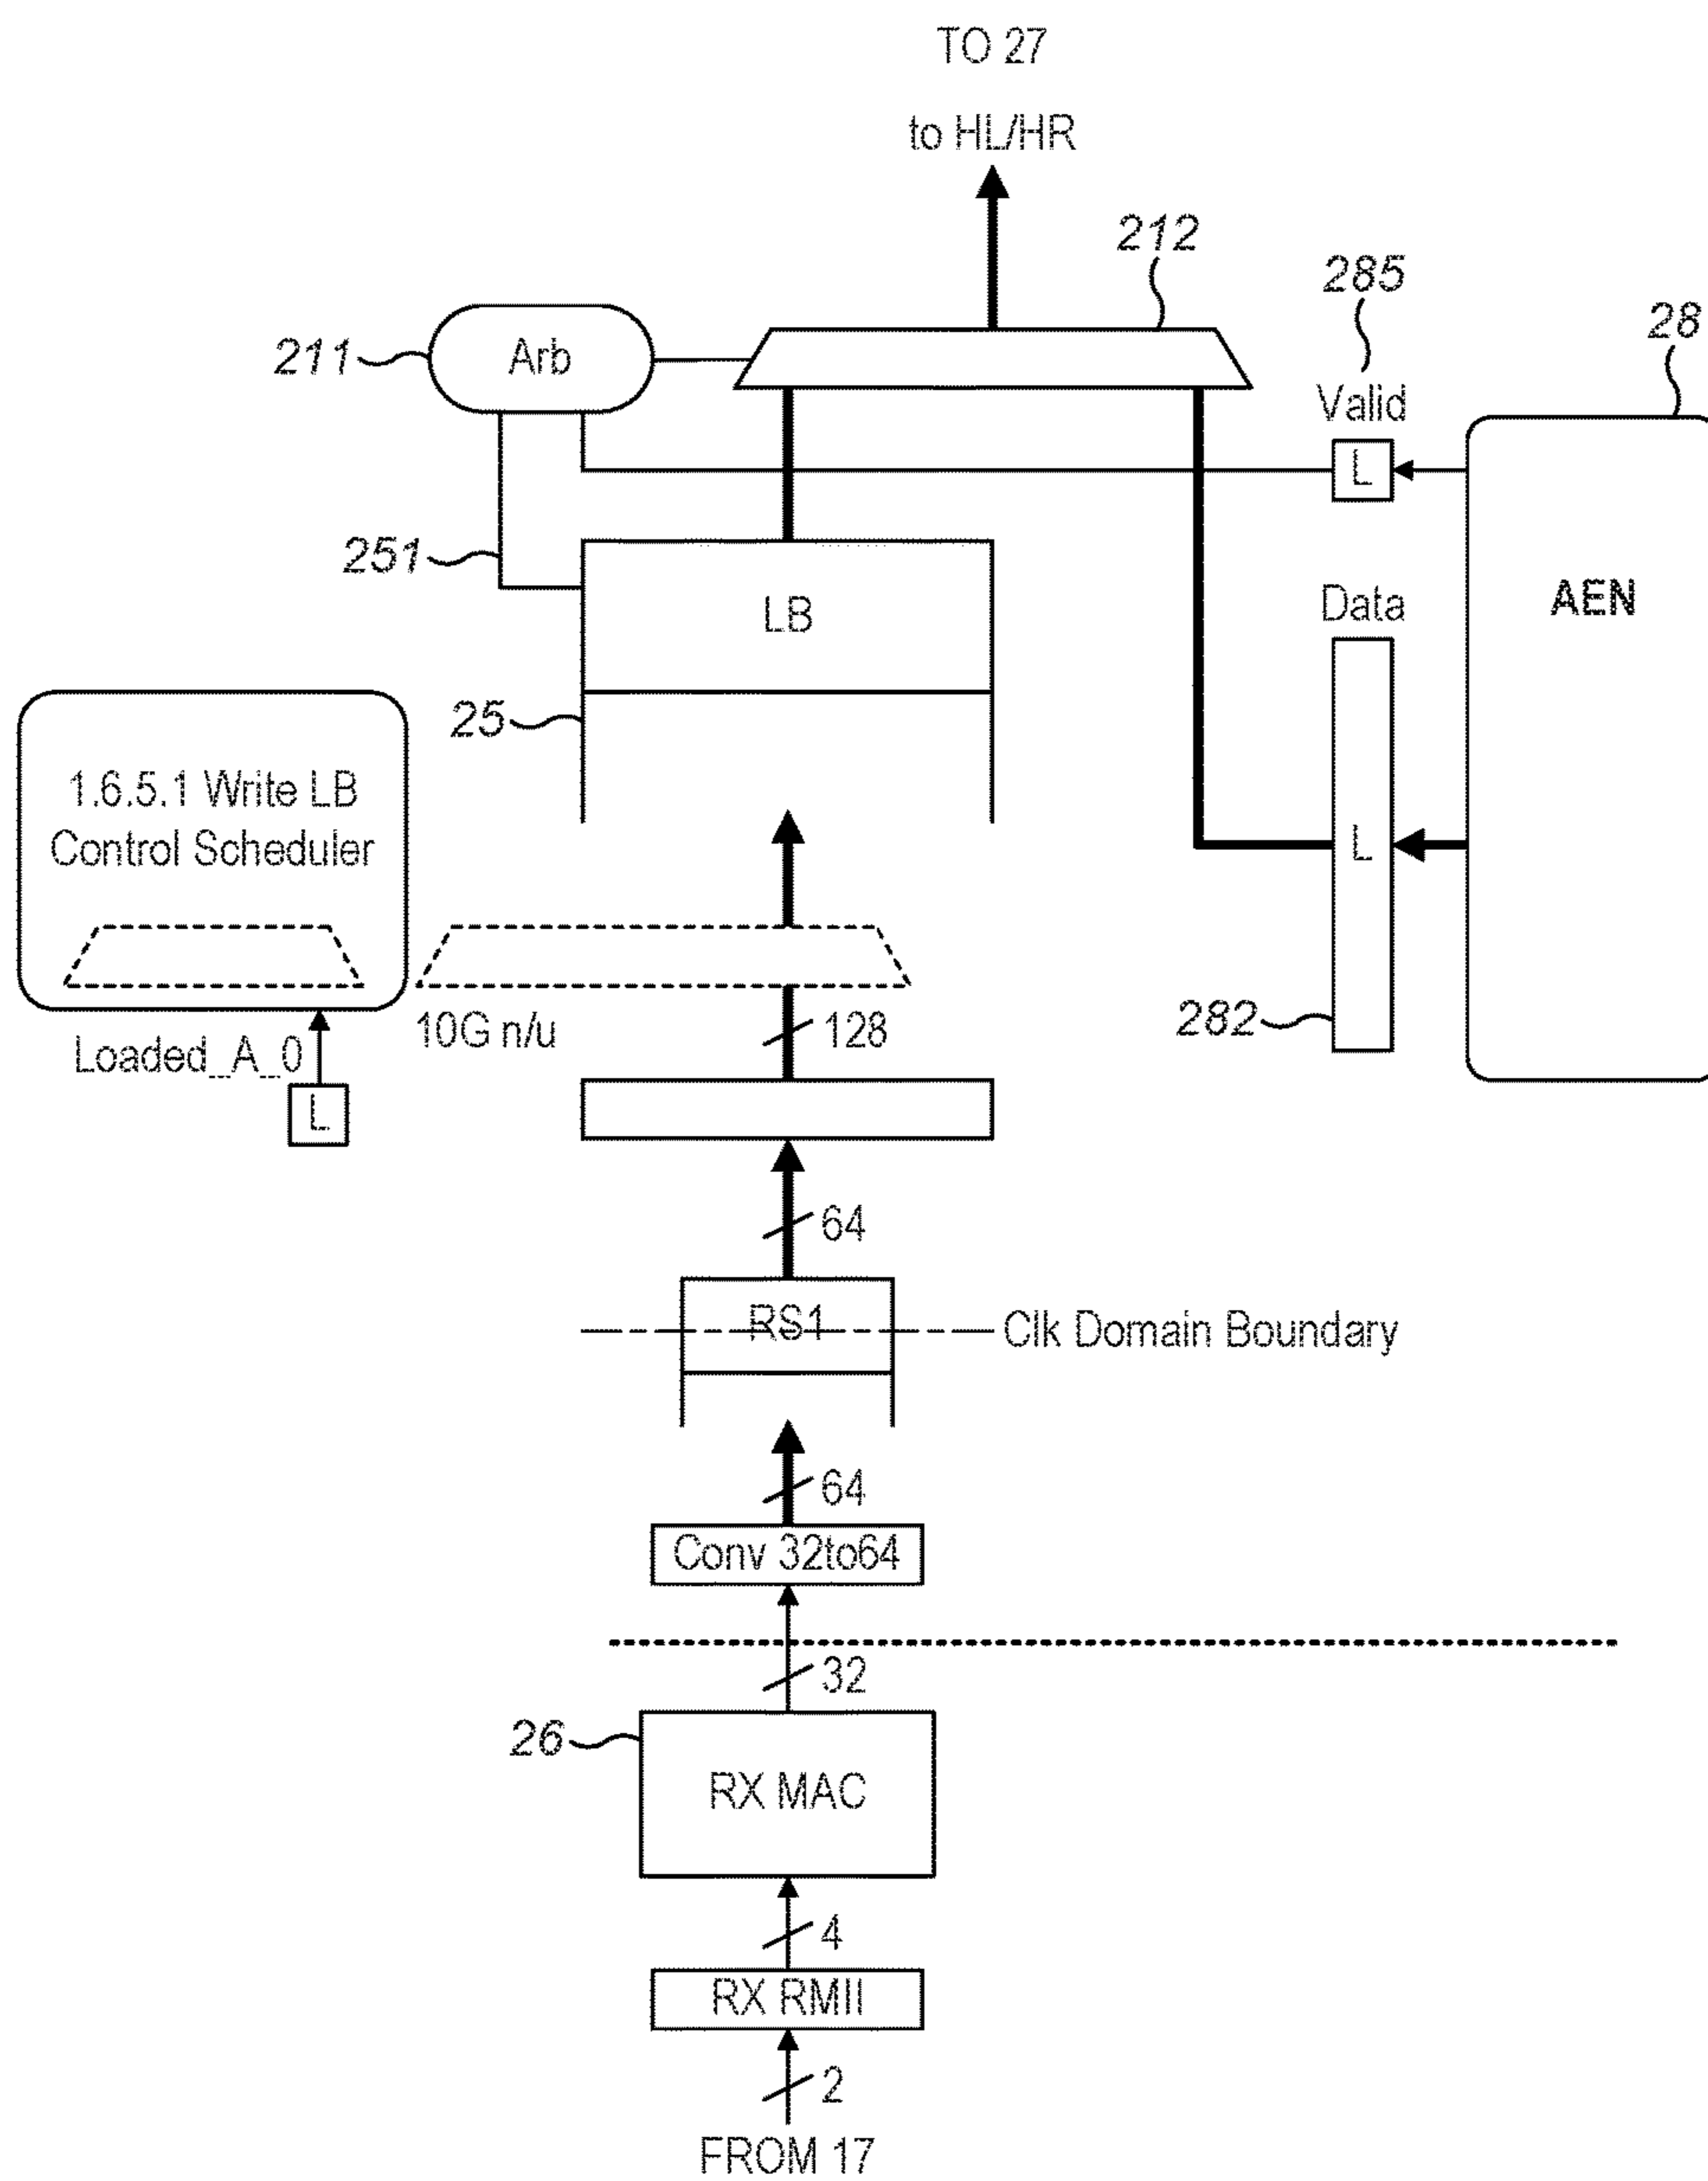 TO 27
to HL/HR
212
285
28
211
Arb
Valid
L
251
LB
Data
AEN
25
1.6.5.1 Write LB
Control Scheduler
L
282
10G n/u
128
Loaded_A_0
L
64
RS1
Clk Domain Boundary
64
Conv 32to64
32
26
RX MAC
4
RX RMII
2
FROM 17